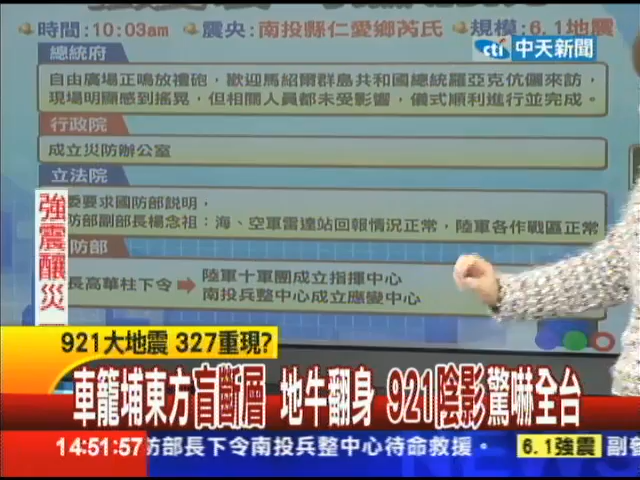 時間:10:03am 震央:南投縣仁愛鄉芮氏 規模:6.1地震
cti 中天新聞
總統府
自由廣場正鳴放禮砲，歡迎馬紹爾群島共和國總統羅亞克伉儷來訪，
現場明顯感到搖晃，但相關人員都未受影響，儀式順利進行並完成。
行政院
成立災防辦公室
立法院
委要求國防部說明，
防部副部長楊念祖：海、空軍雷達站回報情況正常，陸軍各作戰區正常
防部
長高華柱下令 陸軍十軍團成立指揮中心
南投兵整中心成立應變中心
強震釀災
921大地震 327重現?
車籠埔東方盲斷層 地牛翻身 921陰影驚嚇全台
14:51:57 防部長下令南投兵整中心待命救援。 6.1強震 副參